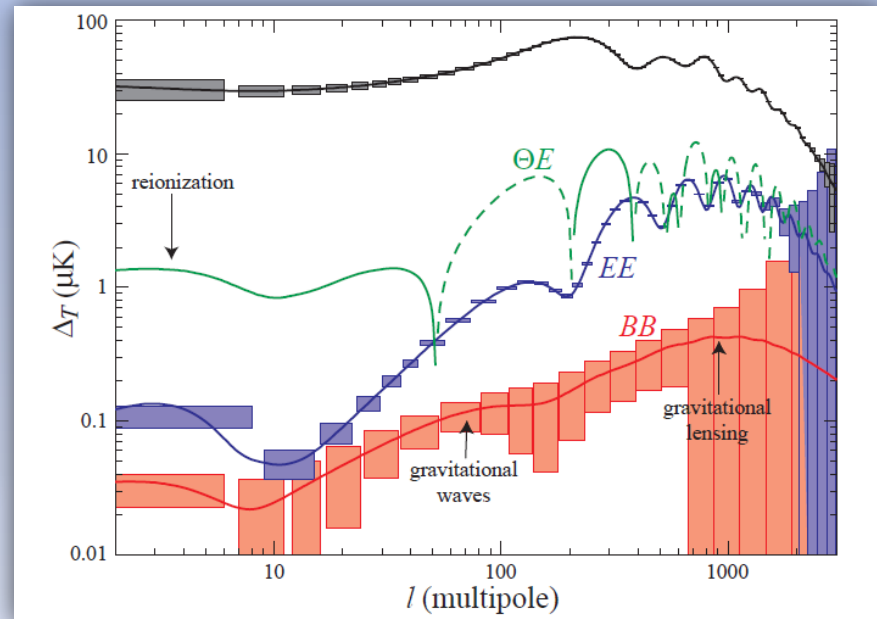 100
10
1
0.1
0.01
Δ_T (μK)
reionization
ΘE
EE
BB
gravitational
waves
gravitational
lensing
10
100
1000
l (multipole)